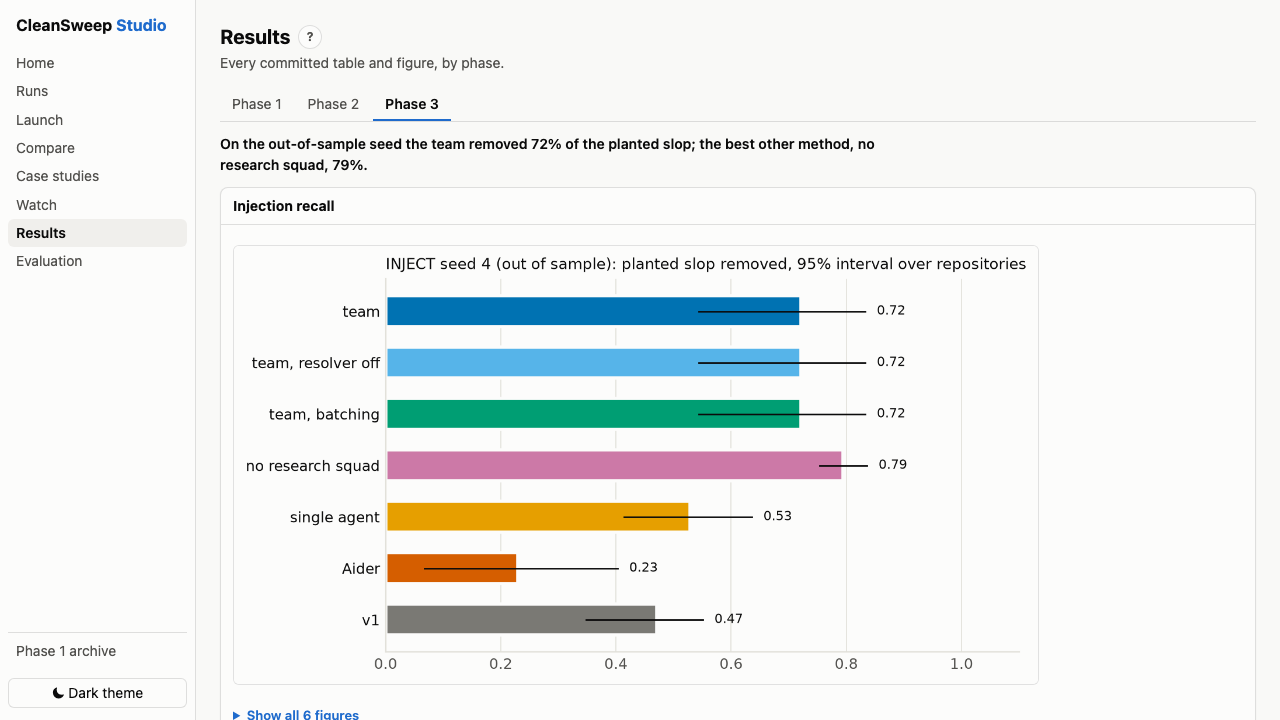 CleanSweep Studio
Home
Runs
Launch
Compare
Case studies
Watch
Results
Evaluation
Phase 1 archive
Dark theme
Results ?
Every committed table and figure, by phase.
Phase 1 Phase 2 Phase 3
On the out-of-sample seed the team removed 72% of the planted slop; the best other method, no
research squad, 79%.
Injection recall
INJECT seed 4 (out of sample): planted slop removed, 95% interval over repositories
team 0.72
team, resolver off 0.72
team, batching 0.72
no research squad 0.79
single agent 0.53
Aider 0.23
v1 0.47
0.0 0.2 0.4 0.6 0.8 1.0
Show all 6 figures